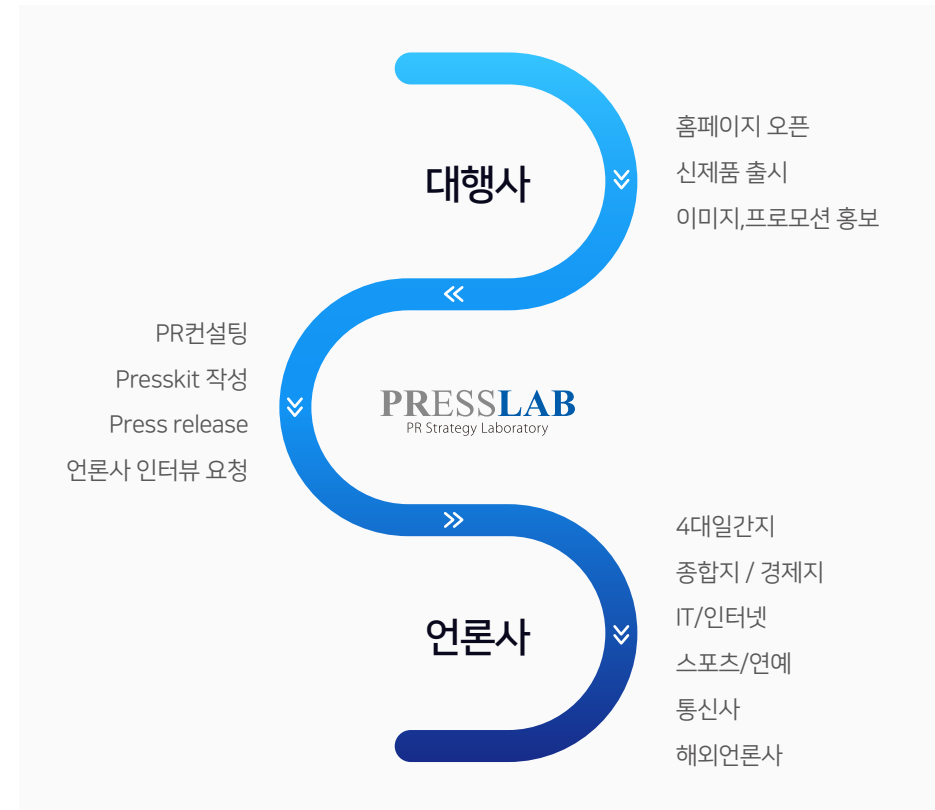 대행사
홈페이지 오픈
신제품 출시
이미지,프로모션 홍보
PR컨설팅
Presskit 작성
Press release
언론사 인터뷰 요청
PRESSLAB
PR Strategy Laboratory
언론사
4대일간지
종합지 / 경제지
IT/인터넷
스포츠/연예
통신사
해외언론사